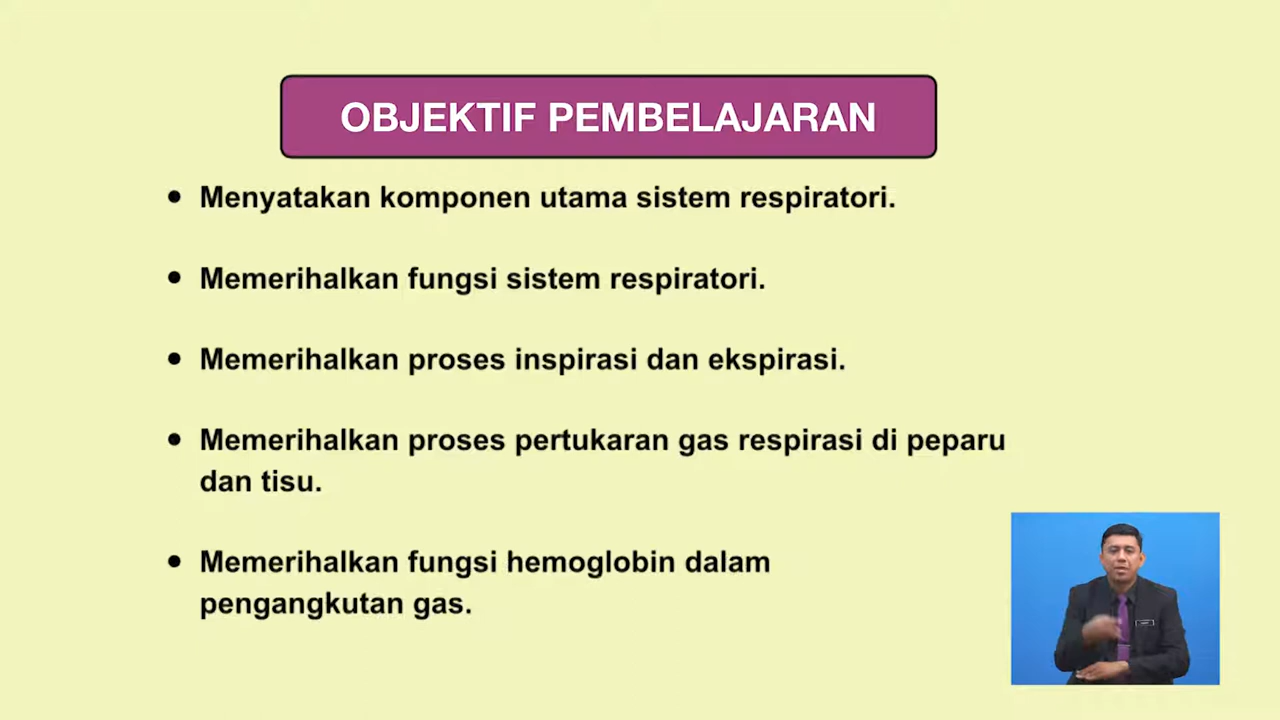 OBJEKTIF PEMBELAJARAN
• Menyatakan komponen utama sistem respiratori.
• Memerihalkan fungsi sistem respiratori.
• Memerihalkan proses inspirasi dan ekspirasi.
• Memerihalkan proses pertukaran gas respirasi di peparu
dan tisu.
• Memerihalkan fungsi hemoglobin dalam
pengangkutan gas.